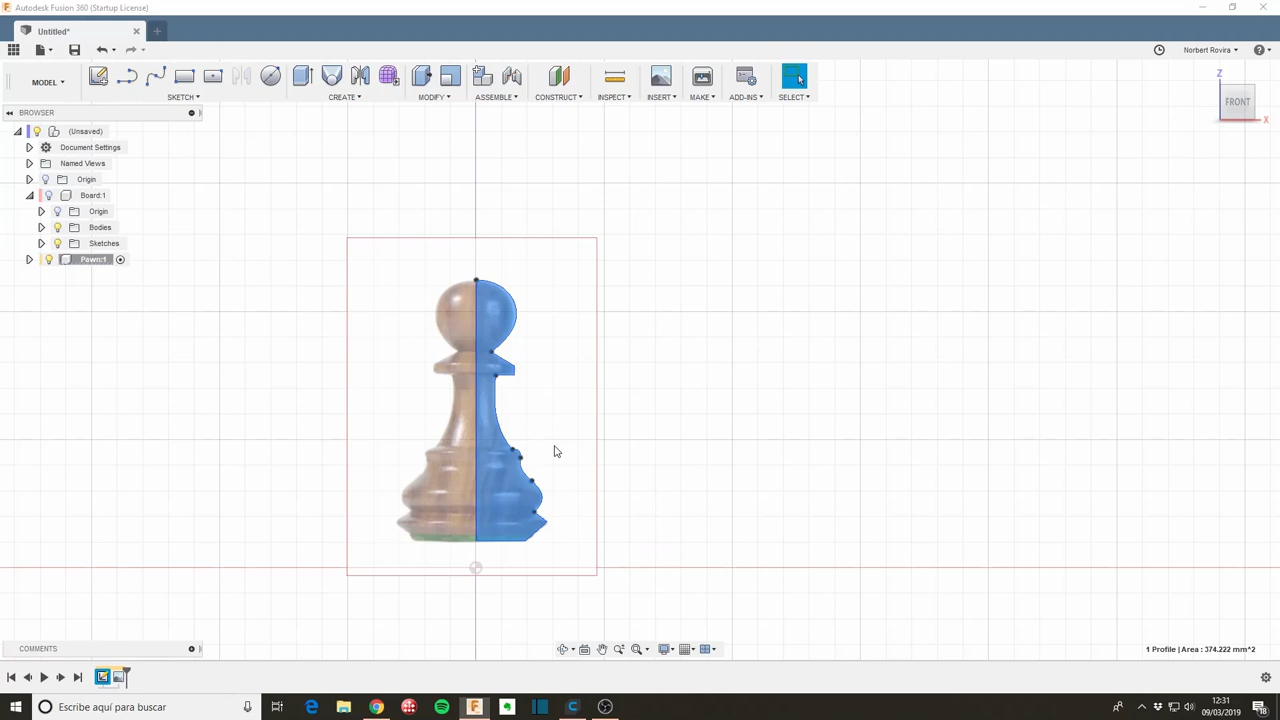 Autodesk Fusion 360 (Startup License)
Untitled*
Norbert Rovira
MODEL
SKETCH
CREATE
MODIFY
ASSEMBLE
CONSTRUCT
INSPECT
INSERT
MAKE
ADD-INS
SELECT
Z
FRONT
X
BROWSER
(Unsaved)
Document Settings
Named Views
Origin
Board:1
Origin
Bodies
Sketches
Pawn:1
COMMENTS
1 Profile | Area : 374.222 mm^2
Escribe aquí para buscar
12:31
09/03/2019
18